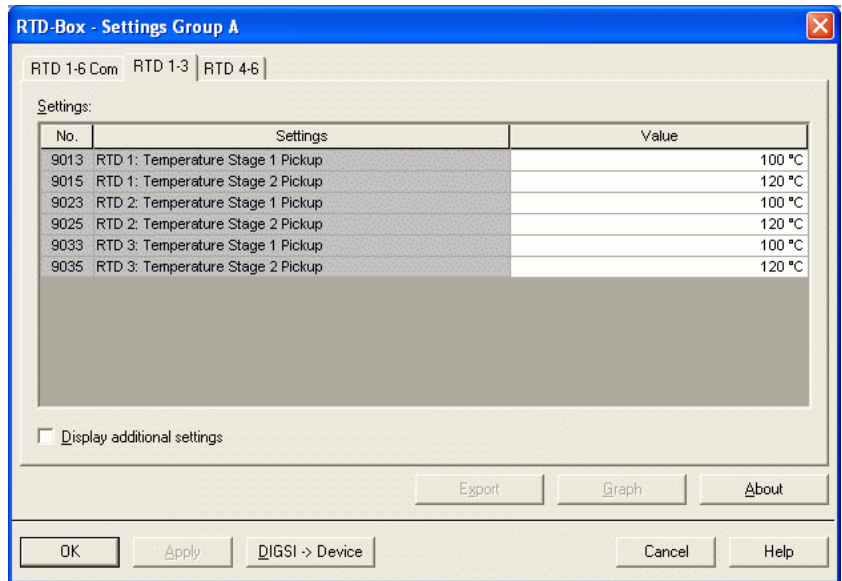 RTD-Box - Settings Group A
RTD 1-6 Com RTD 1-3 RTD 4-6
Settings:
No. Settings Value
9013 RTD 1: Temperature Stage 1 Pickup 100 °C
9015 RTD 1: Temperature Stage 2 Pickup 120 °C
9023 RTD 2: Temperature Stage 1 Pickup 100 °C
9025 RTD 2: Temperature Stage 2 Pickup 120 °C
9033 RTD 3: Temperature Stage 1 Pickup 100 °C
9035 RTD 3: Temperature Stage 2 Pickup 120 °C
Display additional settings
Export Graph About
OK Apply DIGSI -> Device Cancel Help